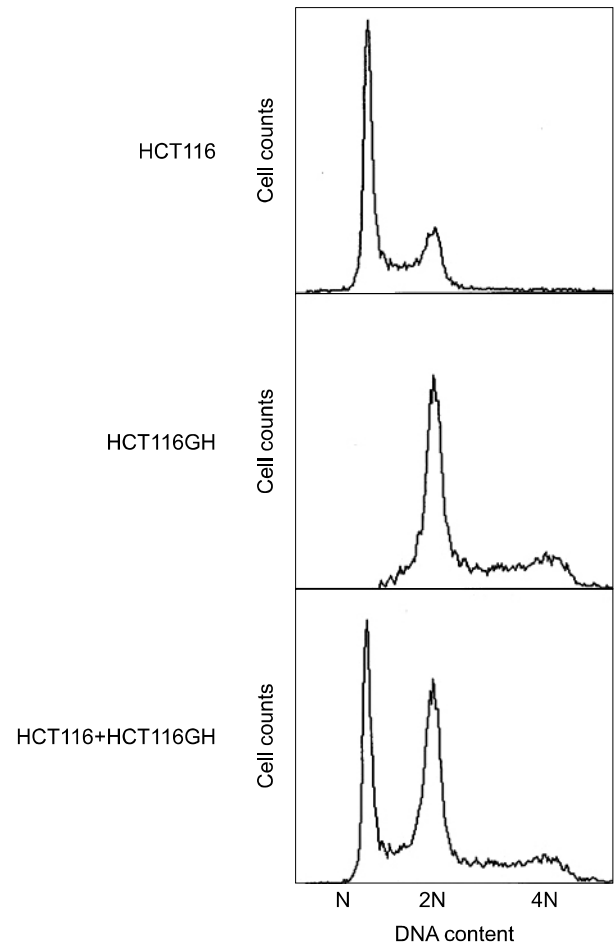 HCT116
Cell counts
HCT116GH
Cell counts
HCT116+HCT116GH
Cell counts
N 2N 4N
DNA content